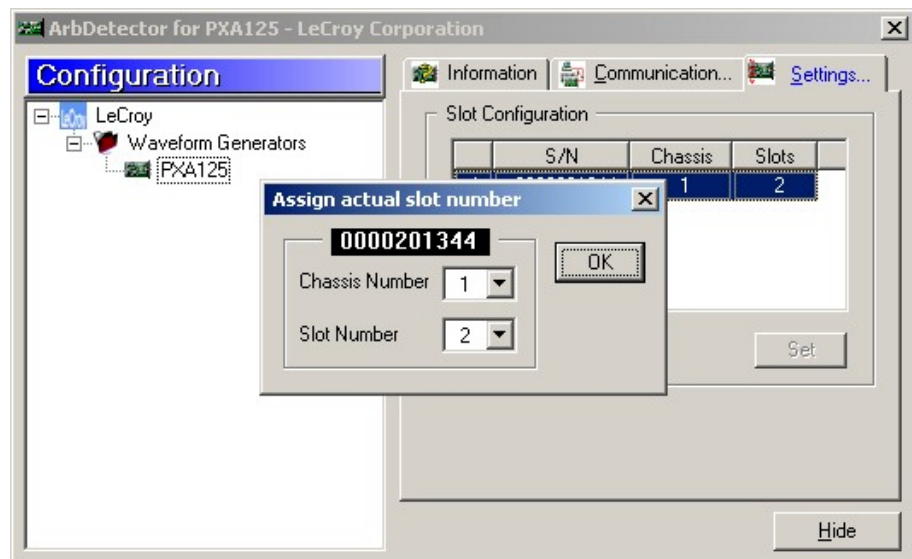 ArbDetector for PXA125 - LeCroy Corporation
Configuration
LeCroy
Waveform Generators
PXA125
Information
Communication...
Settings...
Slot Configuration
S/N Chassis Slots
1 2
Assign actual slot number
0000201344
Chassis Number 1
Slot Number 2
OK
Set
Hide